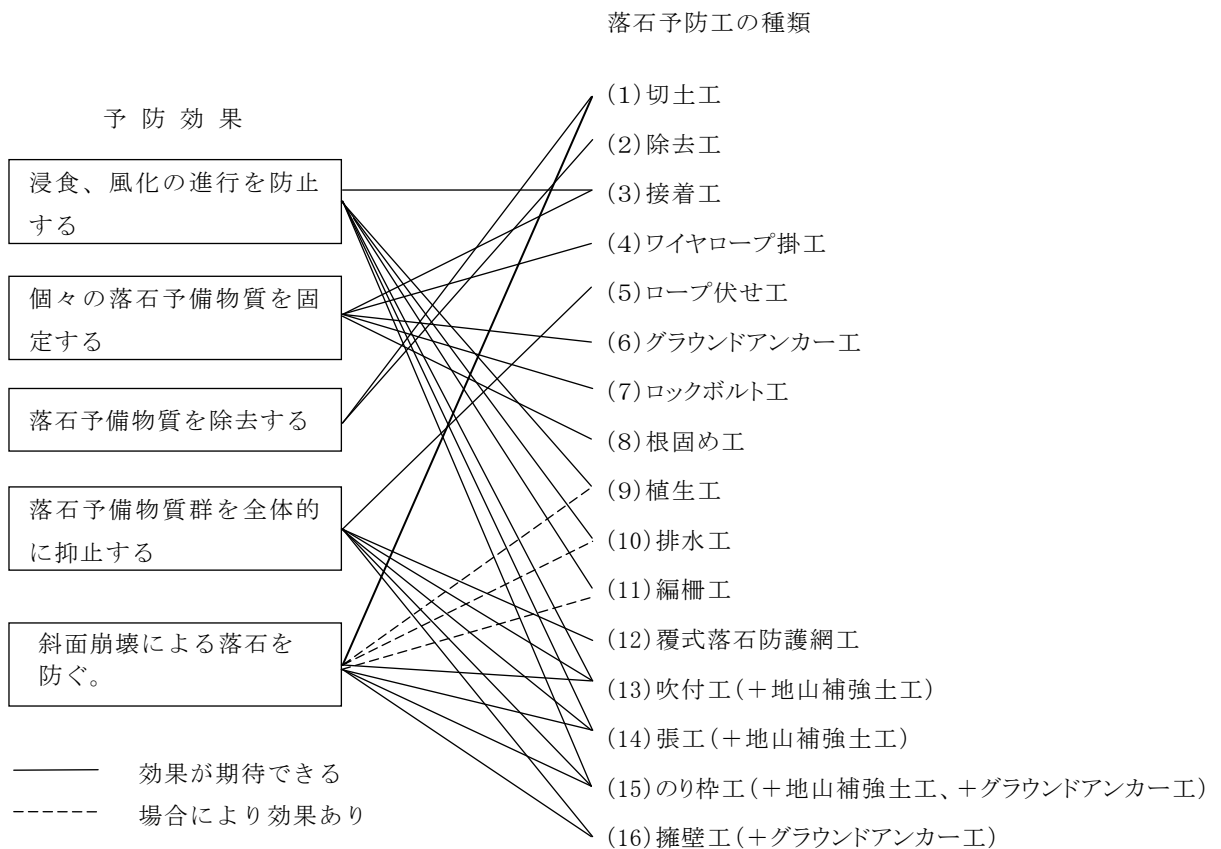 落石予防工の種類
予 防 効 果
浸食、風化の進行を防止
する
個々の落石予備物質を固
定する
落石予備物質を除去する
落石予備物質群を全体的
に抑止する
斜面崩壊による落石を
防ぐ。
効果が期待できる
場合により効果あり
(1)切土工
(2)除去工
(3)接着工
(4)ワイヤロープ掛工
(5)ロープ伏せ工
(6)グラウンドアンカー工
(7)ロックボルト工
(8)根固め工
(9)植生工
(10)排水工
(11)編柵工
(12)覆式落石防護網工
(13)吹付工(+地山補強土工)
(14)張工(+地山補強土工)
(15)のり枠工(+地山補強土工、+グラウンドアンカー工)
(16)擁壁工(+グラウンドアンカー工)